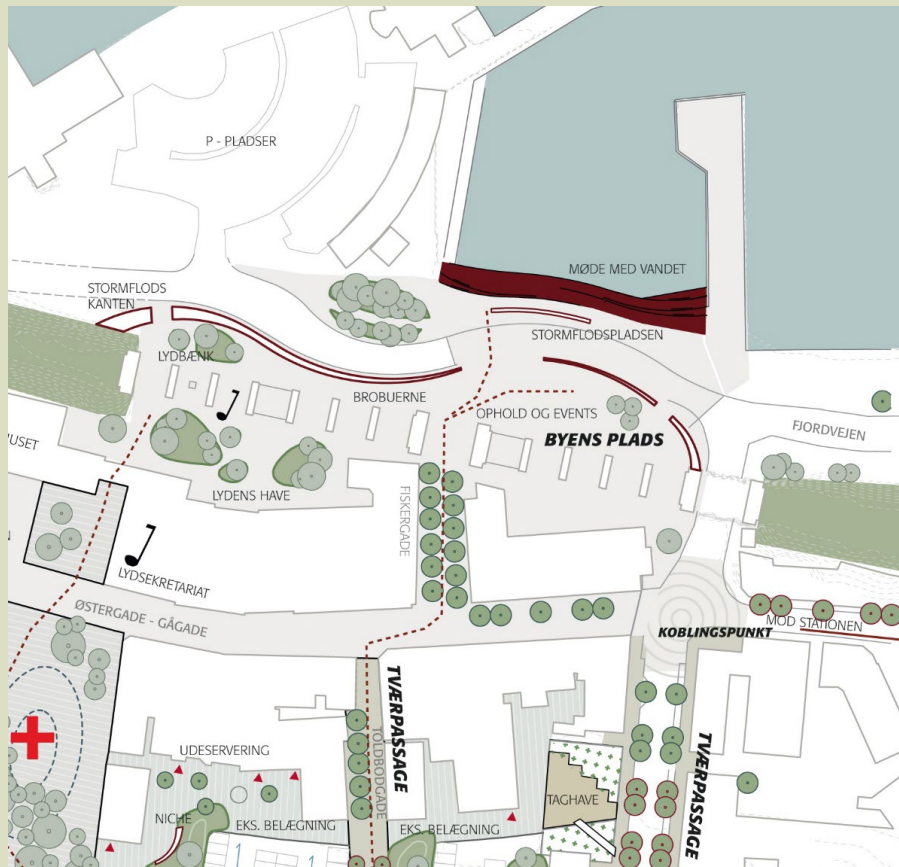 P - PLADSER
MØDE MED VANDET
STORMFLODS
KANTEN
STORMFLODSPLADSEN
LYDBÆNK
BROBUERNE
OPHOLD OG EVENTS
BYENS PLADS
FJORDVEJEN
USET
LYDENS HAVE
FISKERGADE
LYDSEKRETARIAT
ØSTERGADE - GÅGADE
MOD STATIONEN
KOBLINGSPUNKT
TVÆRPASSAGE
TOLDBODGADE
TVÆRPASSAGE
UDESERVERING
TAGHAVE
NICHE
EKS. BELÆGNING
EKS. BELÆGNING